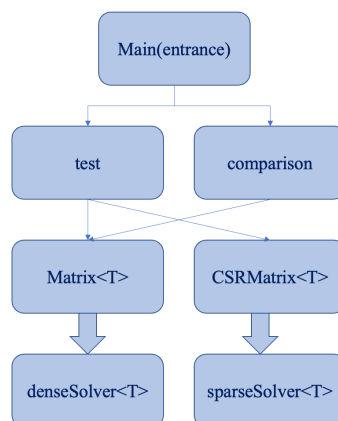 Main(entrance)
test
comparison
Matrix<T>
CSRMatrix<T>
denseSolver<T>
sparseSolver<T>